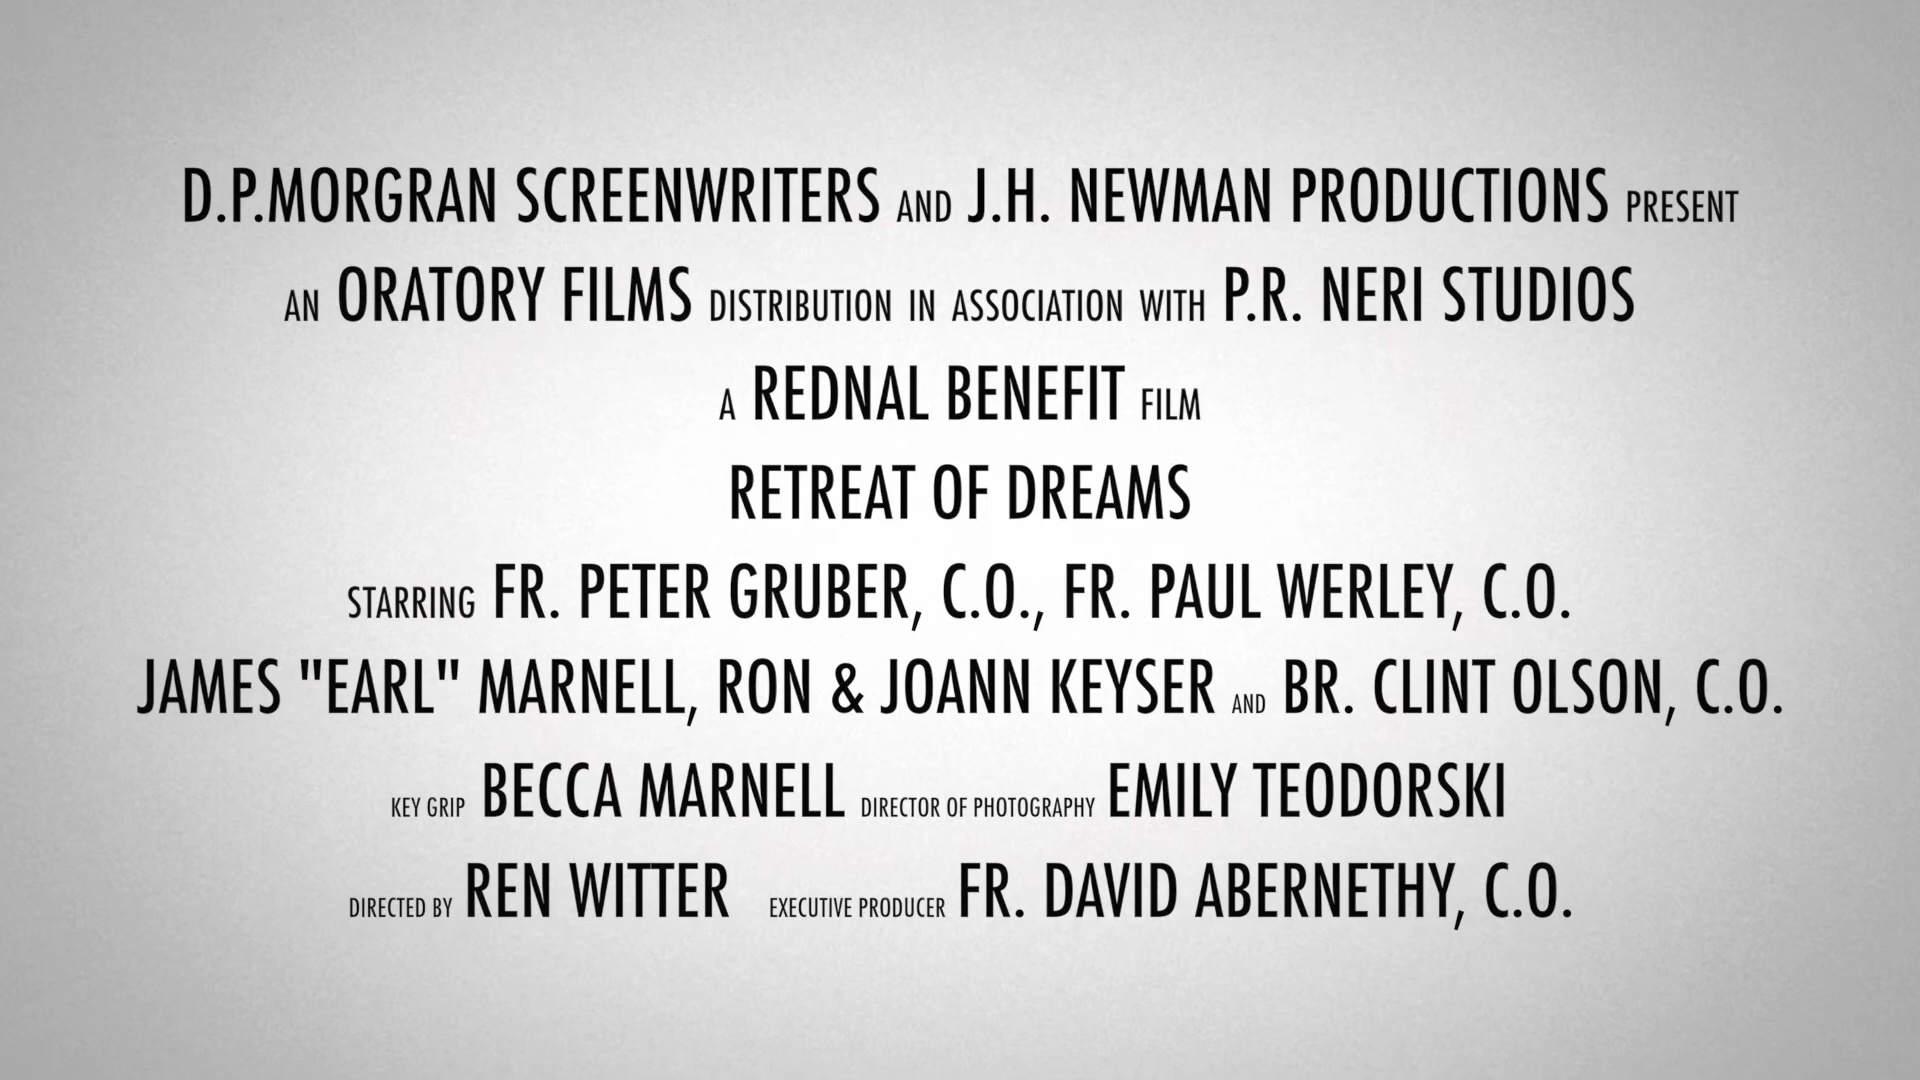 D.P.MORGRAN SCREENWRITERS AND J.H. NEWMAN PRODUCTIONS PRESENT
AN ORATORY FILMS DISTRIBUTION IN ASSOCIATION WITH P.R. NERI STUDIOS
A REDNAL BENEFIT FILM
RETREAT OF DREAMS
STARRING FR. PETER GRUBER, C.O., FR. PAUL WERLEY, C.O.
JAMES "EARL" MARNELL, RON & JOANN KEYSER AND BR. CLINT OLSON, C.O.
KEY GRIP BECCA MARNELL DIRECTOR OF PHOTOGRAPHY EMILY TEODORSKI
DIRECTED BY REN WITTER EXECUTIVE PRODUCER FR. DAVID ABERNETHY, C.O.